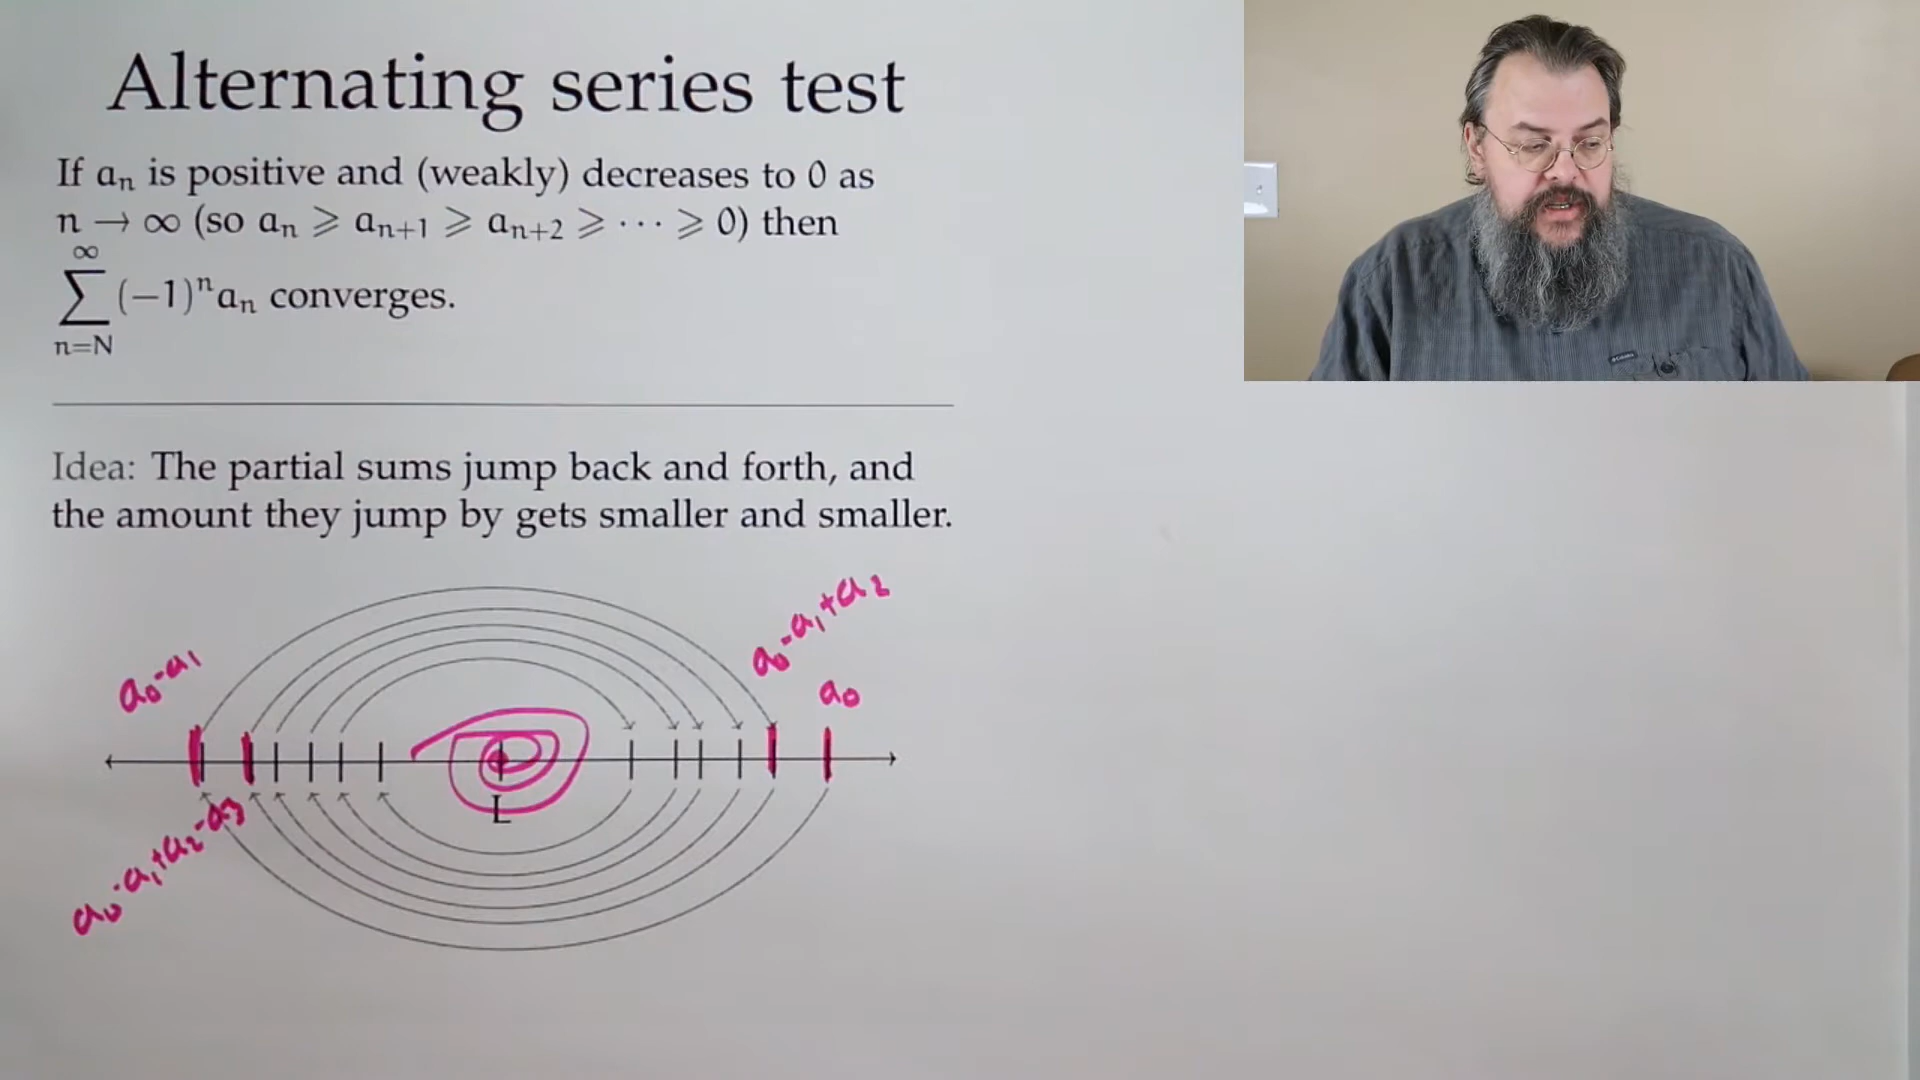 Alternating series test
If aₙ is positive and (weakly) decreases to 0 as
n → ∞ (so aₙ ⩾ aₙ₊₁ ⩾ aₙ₊₂ ⩾ ⋯ ⩾ 0) then
∞
∑ (−1)ⁿaₙ converges.
n=N
Idea: The partial sums jump back and forth, and
the amount they jump by gets smaller and smaller.
a₀-a₁+a₂
a₀-a₁
a₀
L
a₀-a₁+a₂-a₃